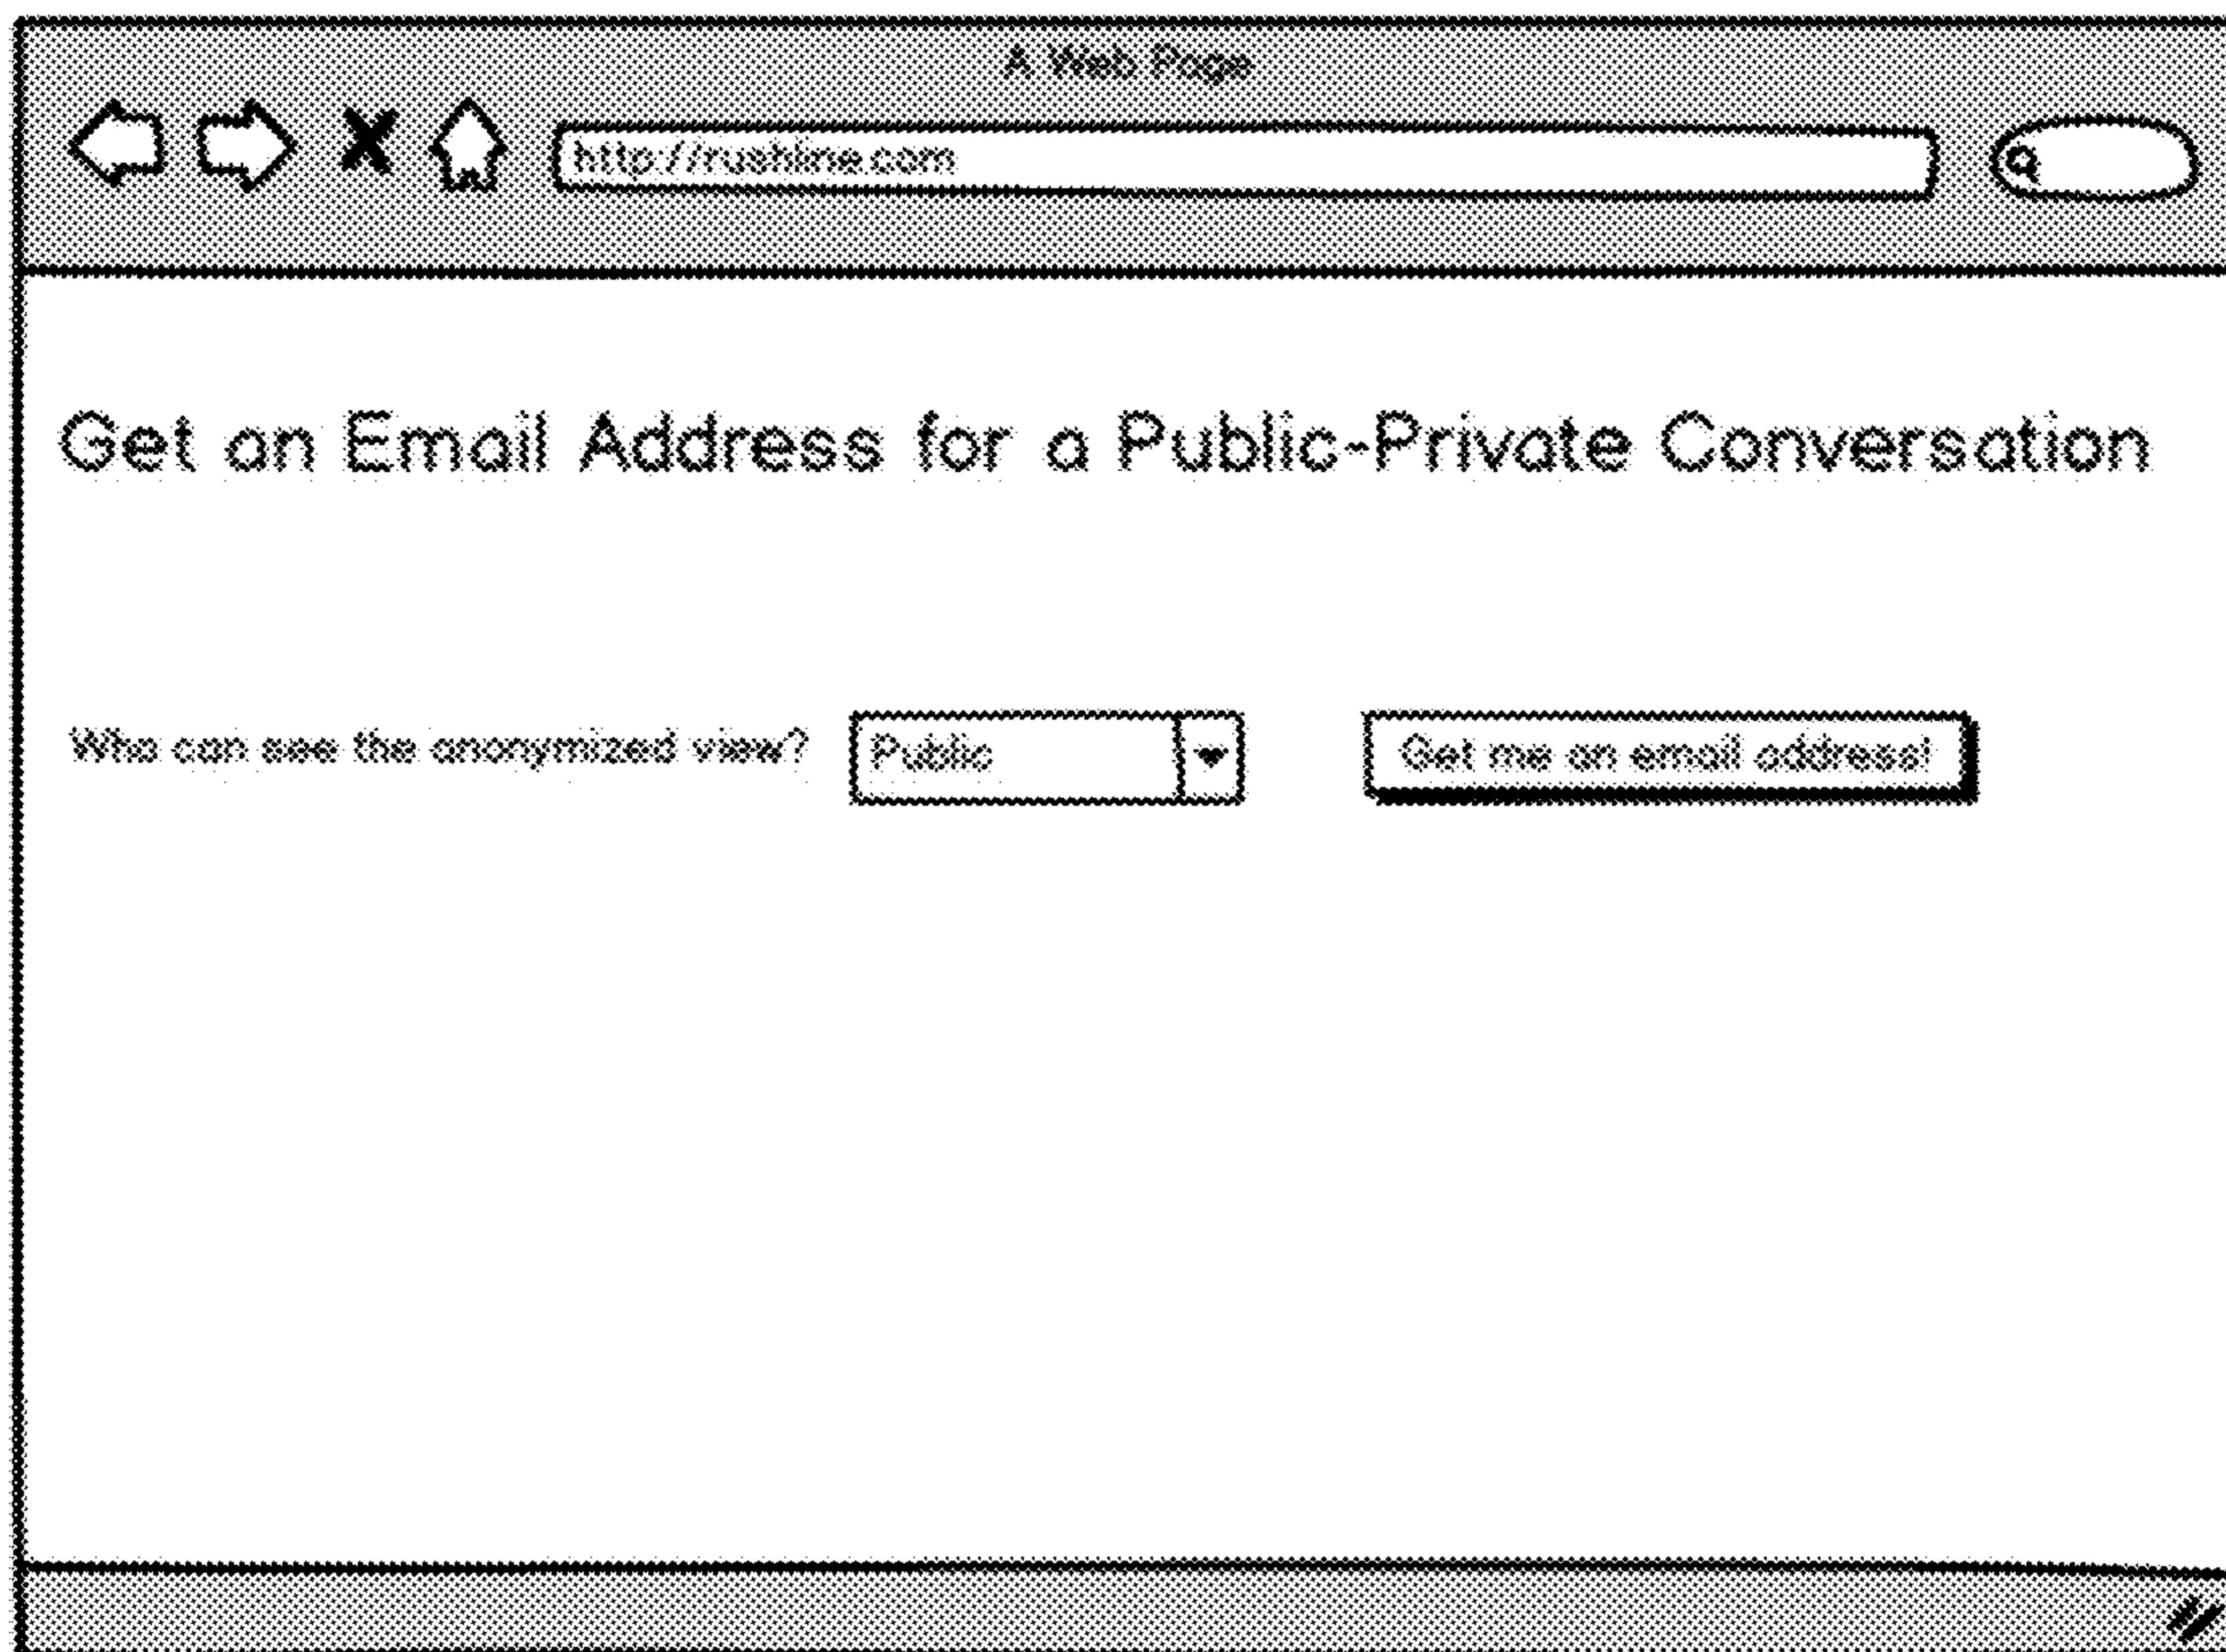 A Web Page
http://rushline.com
Get an Email Address for a Public-Private Conversation
Who can see the anonymized view? Public Get me an email address!